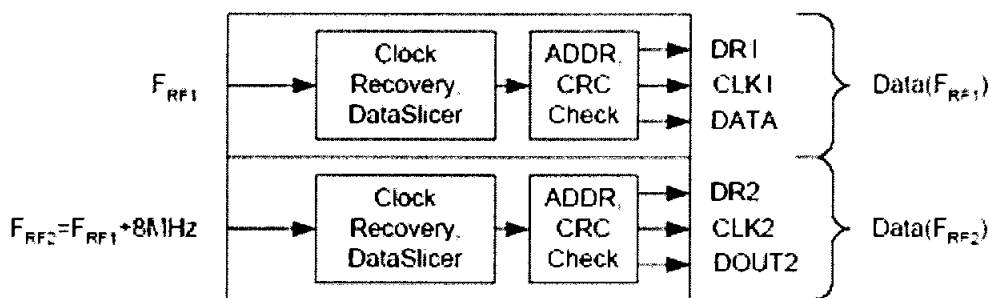 F_RF1
Clock
Recovery,
DataSlicer
ADDR,
CRC
Check
DR1
CLK1
DATA
Data(F_RF1)
F_RF2=F_RF1+8MHz
Clock
Recovery,
DataSlicer
ADDR,
CRC
Check
DR2
CLK2
DOUT2
Data(F_RF2)